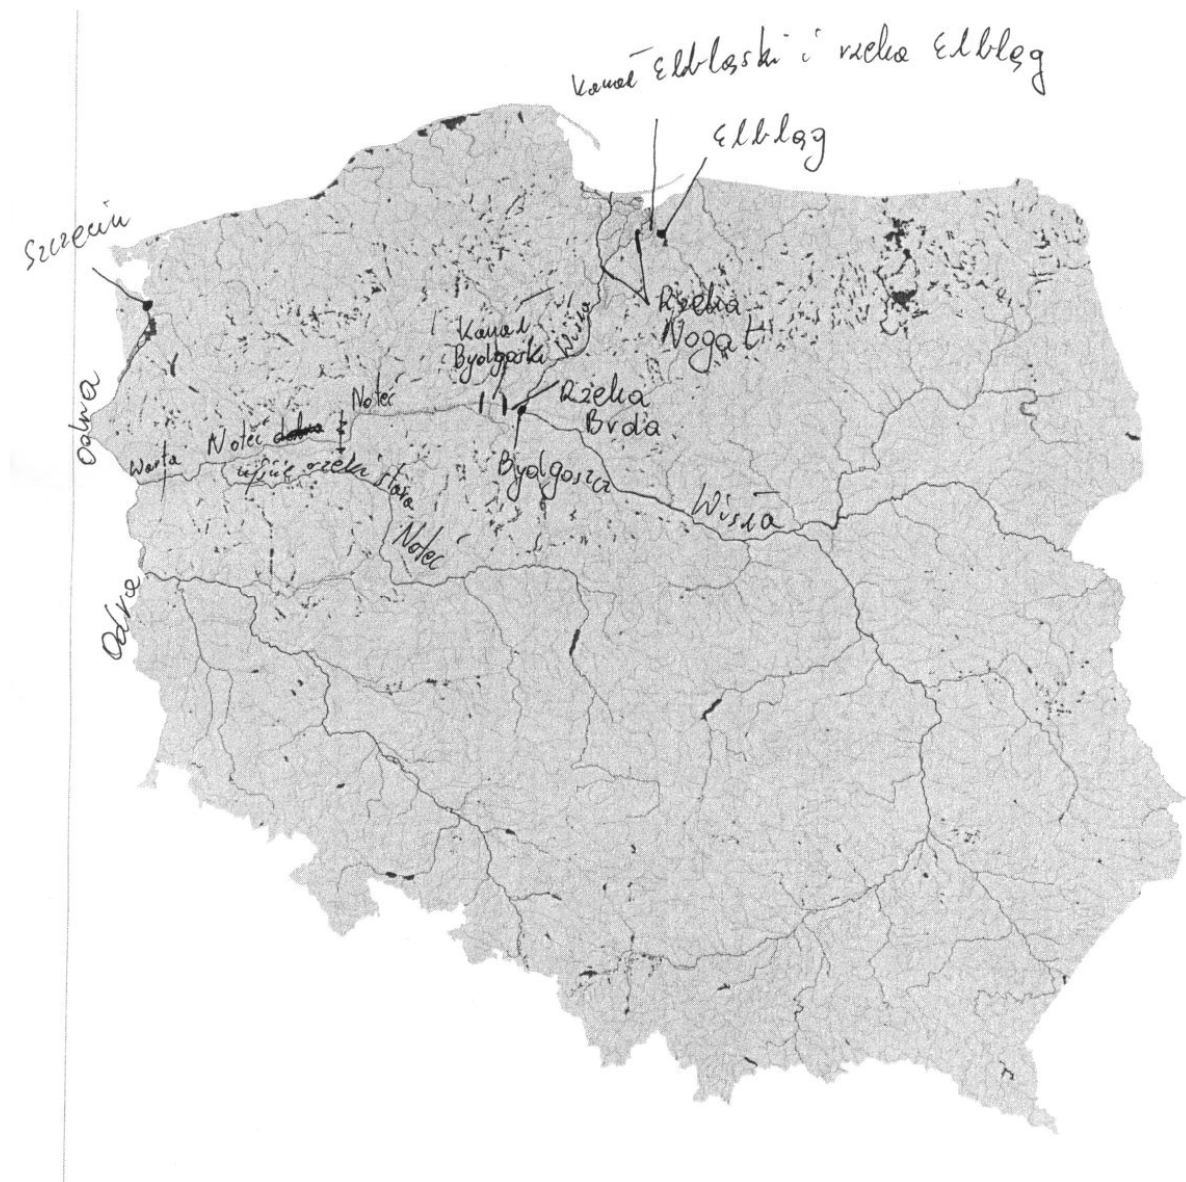 Kanał Elbląski i rzeka Elbląg
Elbląg
Szczecin
Rzeka
Nogat
Kanał
Bydgoski
Wisła
Noteć
Rzeka
Brda
Odra
Noteć
Warta
ujście rzeki stara
Noteć
Bydgoszcz
Wisła
Odra